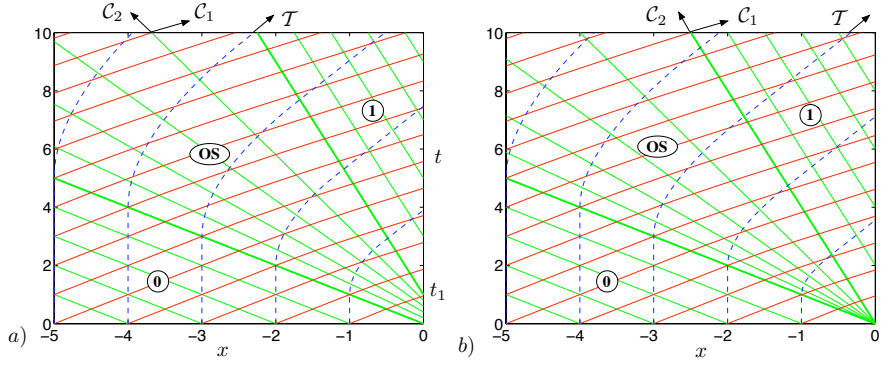 C₂ C₁ T C₂ C₁ T
10 10
8 8
1 1
6 OS 6 OS
t
4 4
2 0 t₁ 2 0
0 0
−5 −4 −3 −2 −1 0 −5 −4 −3 −2 −1 0
a) x b) x